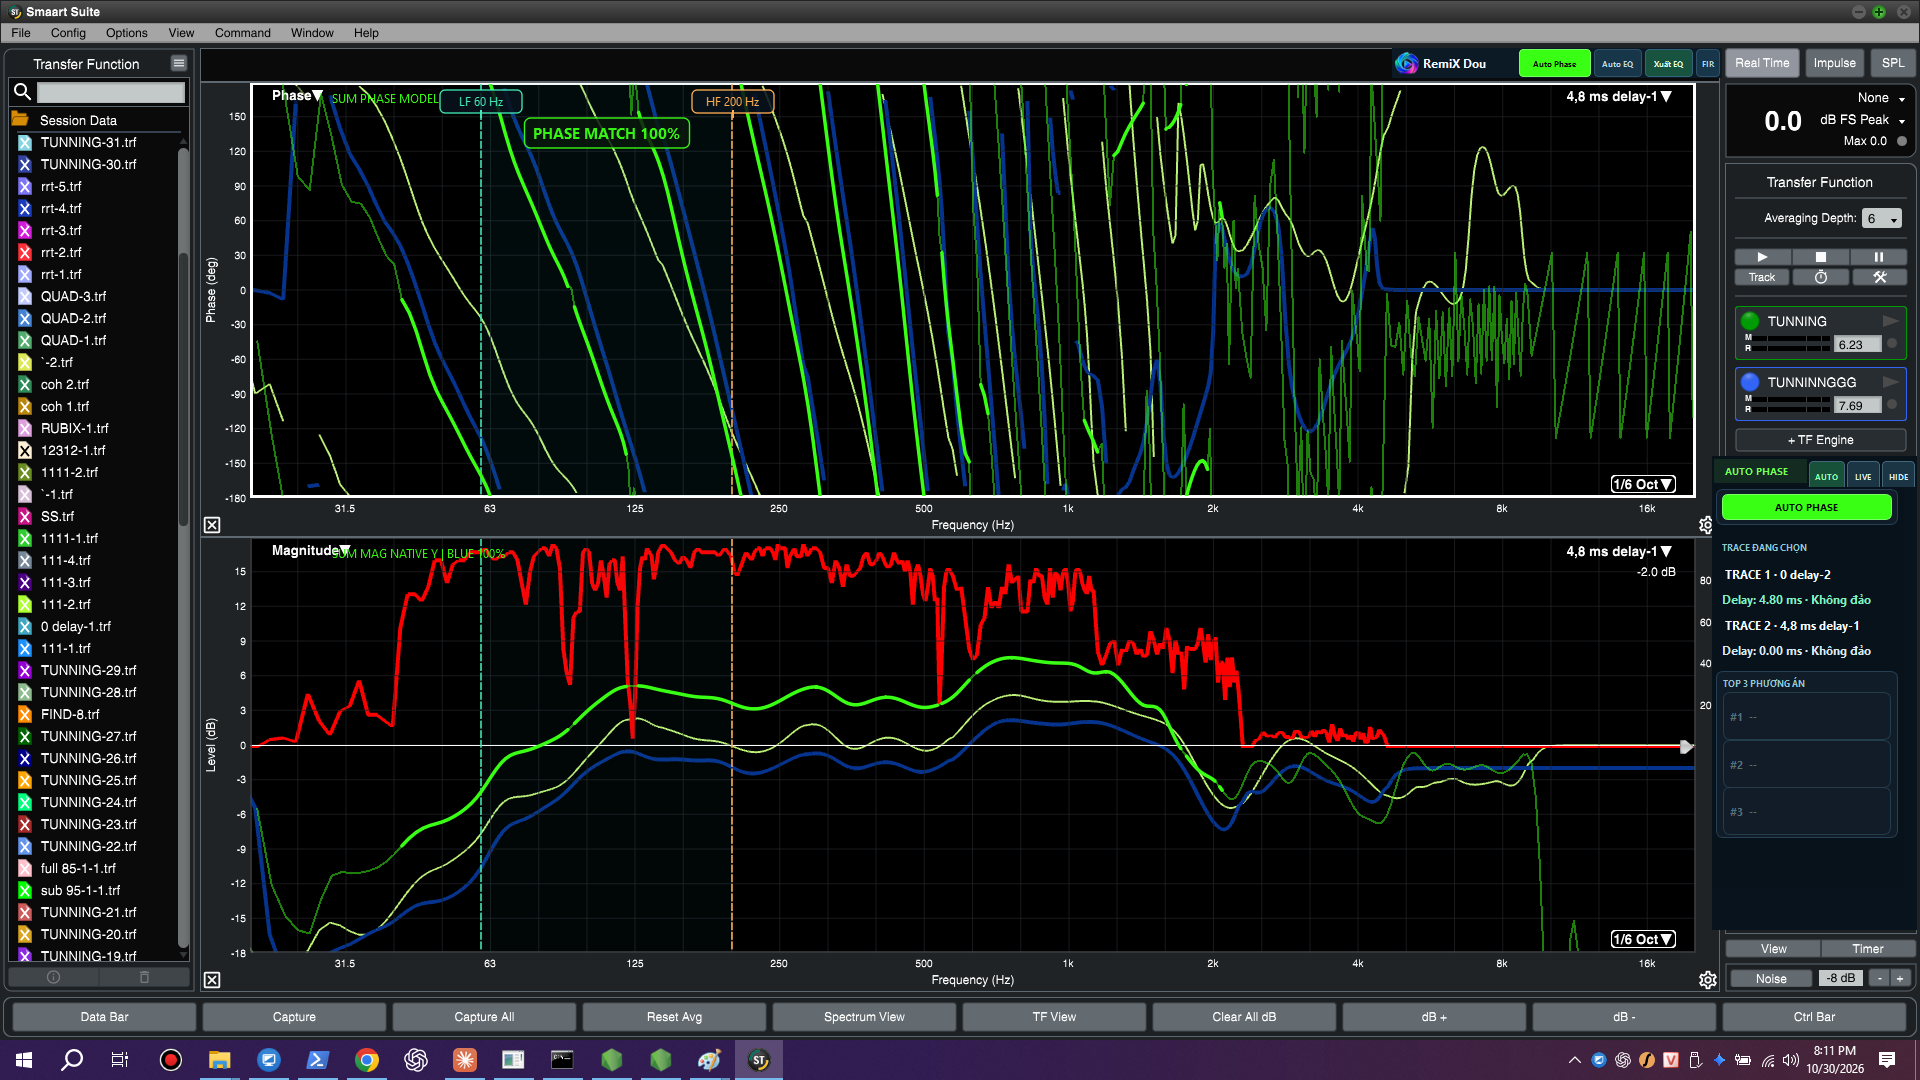 Smaart Suite
File Config Options View Command Window Help
Transfer Function
Session Data
TUNNING-31.trf
TUNNING-30.trf
rrt-5.trf
rrt-4.trf
rrt-3.trf
rrt-2.trf
rrt-1.trf
QUAD-3.trf
QUAD-2.trf
QUAD-1.trf
`-2.trf
coh 2.trf
coh 1.trf
RUBIX-1.trf
12312-1.trf
1111-2.trf
`-1.trf
SS.trf
1111-1.trf
111-4.trf
111-3.trf
111-2.trf
0 delay-1.trf
111-1.trf
TUNNING-29.trf
TUNNING-28.trf
FIND-8.trf
TUNNING-27.trf
TUNNING-26.trf
TUNNING-25.trf
TUNNING-24.trf
TUNNING-23.trf
TUNNING-22.trf
full 85-1-1.trf
sub 95-1-1.trf
TUNNING-21.trf
TUNNING-20.trf
TUNNING-19.trf
RemiX Dou
Auto Phase Auto EQ Xuất EQ FIR
Phase SUM PHASE MODEL
LF 60 Hz
HF 200 Hz
PHASE MATCH 100%
4,8 ms delay-1
Phase (deg)
150
120
90
60
30
0
-30
-60
-90
-120
-150
-180
1/6 Oct
31.5 63 125 250 500 1k 2k 4k 8k 16k
Frequency (Hz)
Magnitude SUM MAG NATIVE Y | BLUE 100%
4,8 ms delay-1
-2.0 dB
Level (dB)
15
12
9
6
3
0
-3
-6
-9
-12
-15
-18
80
60
40
20
1/6 Oct
31.5 63 125 250 500 1k 2k 4k 8k 16k
Frequency (Hz)
Real Time Impulse SPL
None
0.0 dB FS Peak
Max 0.0
Transfer Function
Averaging Depth: 6
Track
TUNNING
M
R
6.23
TUNNINNGGG
M
R
7.69
+ TF Engine
AUTO PHASE AUTO LIVE HIDE
AUTO PHASE
TRACE ĐANG CHỌN
TRACE 1 · 0 delay-2
Delay: 4.80 ms · Không đảo
TRACE 2 · 4,8 ms delay-1
Delay: 0.00 ms · Không đảo
TOP 3 PHƯƠNG ÁN
#1 --
#2 --
#3 --
View Timer
Noise -8 dB - +
Data Bar Capture Capture All Reset Avg Spectrum View TF View Clear All dB dB + dB - Ctrl Bar
8:11 PM
10/30/2026